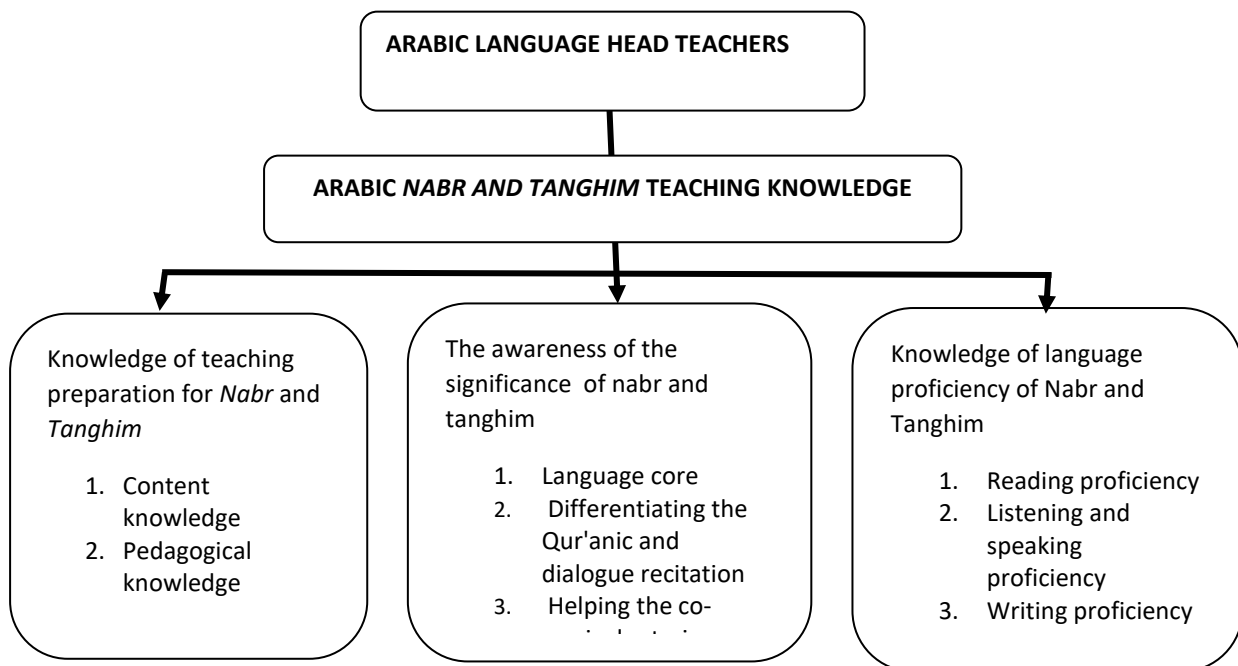 ARABIC LANGUAGE HEAD TEACHERS
ARABIC NABR AND TANGHIM TEACHING KNOWLEDGE
Knowledge of teaching
preparation for Nabr and
Tanghim
1. Content
knowledge
2. Pedagogical
knowledge
The awareness of the
significance of nabr and
tanghim
1. Language core
2. Differentiating the
Qur'anic and
dialogue recitation
3. Helping the co-
Knowledge of language
proficiency of Nabr and
Tanghim
1. Reading proficiency
2. Listening and
speaking
proficiency
3. Writing proficiency